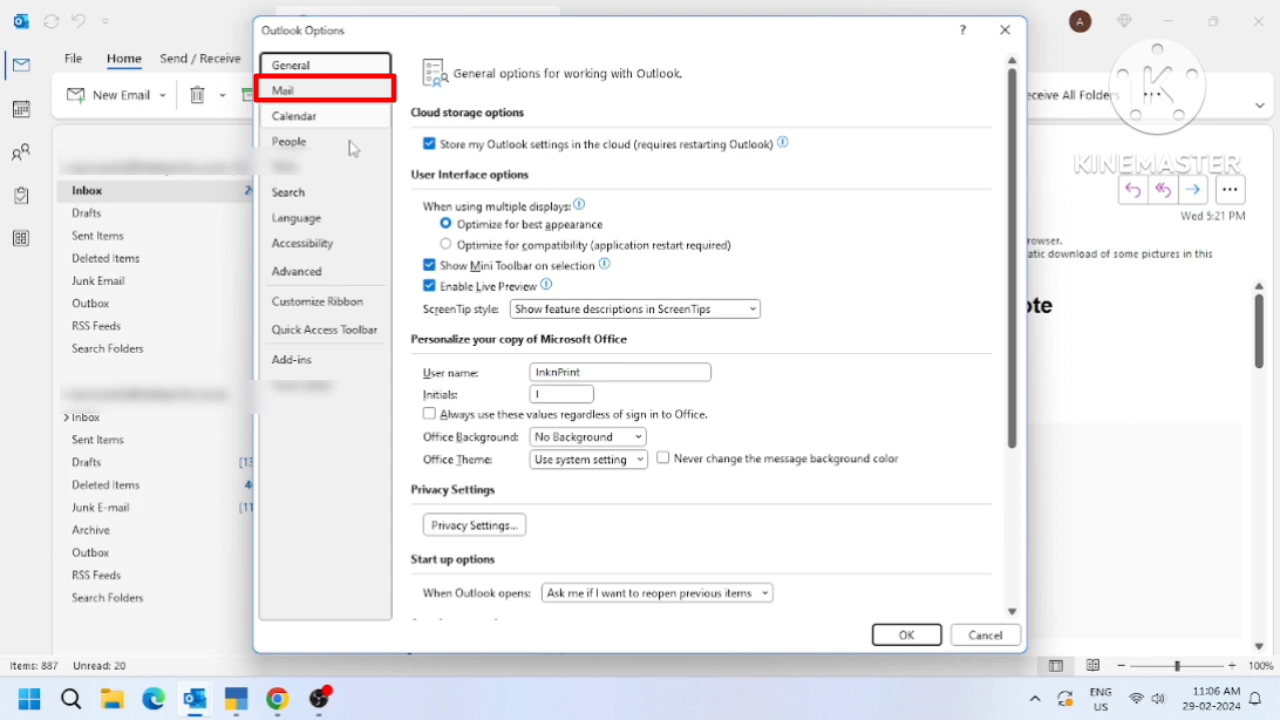 Outlook Options
?
A
File
Home
Send / Receive
New Email
eceive All Folders
K
KINEMASTER
Wed 5:21 PM
rowser.
atic download of some pictures in this
ote
Inbox
Drafts
Sent Items
Deleted Items
Junk Email
Outbox
RSS Feeds
Search Folders
Inbox
Sent Items
Drafts
[13
Deleted Items
Junk E-mail
[11
Archive
Outbox
RSS Feeds
Search Folders
General
Mail
Calendar
People
Search
Language
Accessibility
Advanced
Customize Ribbon
Quick Access Toolbar
Add-ins
General options for working with Outlook.
Cloud storage options
Store my Outlook settings in the cloud (requires restarting Outlook)
User Interface options
When using multiple displays:
Optimize for best appearance
Optimize for compatibility (application restart required)
Show Mini Toolbar on selection
Enable Live Preview
ScreenTip style: Show feature descriptions in ScreenTips
Personalize your copy of Microsoft Office
User name: InknPrint
Initials: I
Always use these values regardless of sign in to Office.
Office Background: No Background
Office Theme: Use system setting
Never change the message background color
Privacy Settings
Privacy Settings...
Start up options
When Outlook opens: Ask me if I want to reopen previous items
OK
Cancel
Items: 887 Unread: 20
100%
ENG
US
11:06 AM
29-02-2024